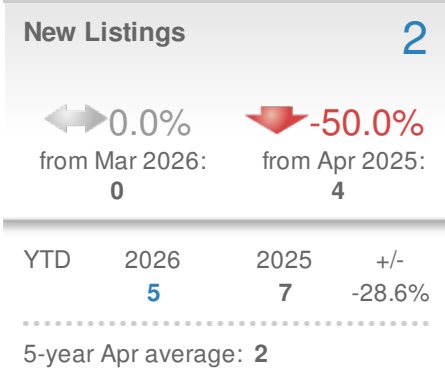 New Listings 2
0.0% -50.0%
from Mar 2026: from Apr 2025:
0 4
YTD 2026 2025 +/-
5 7 -28.6%
5-year Apr average: 2